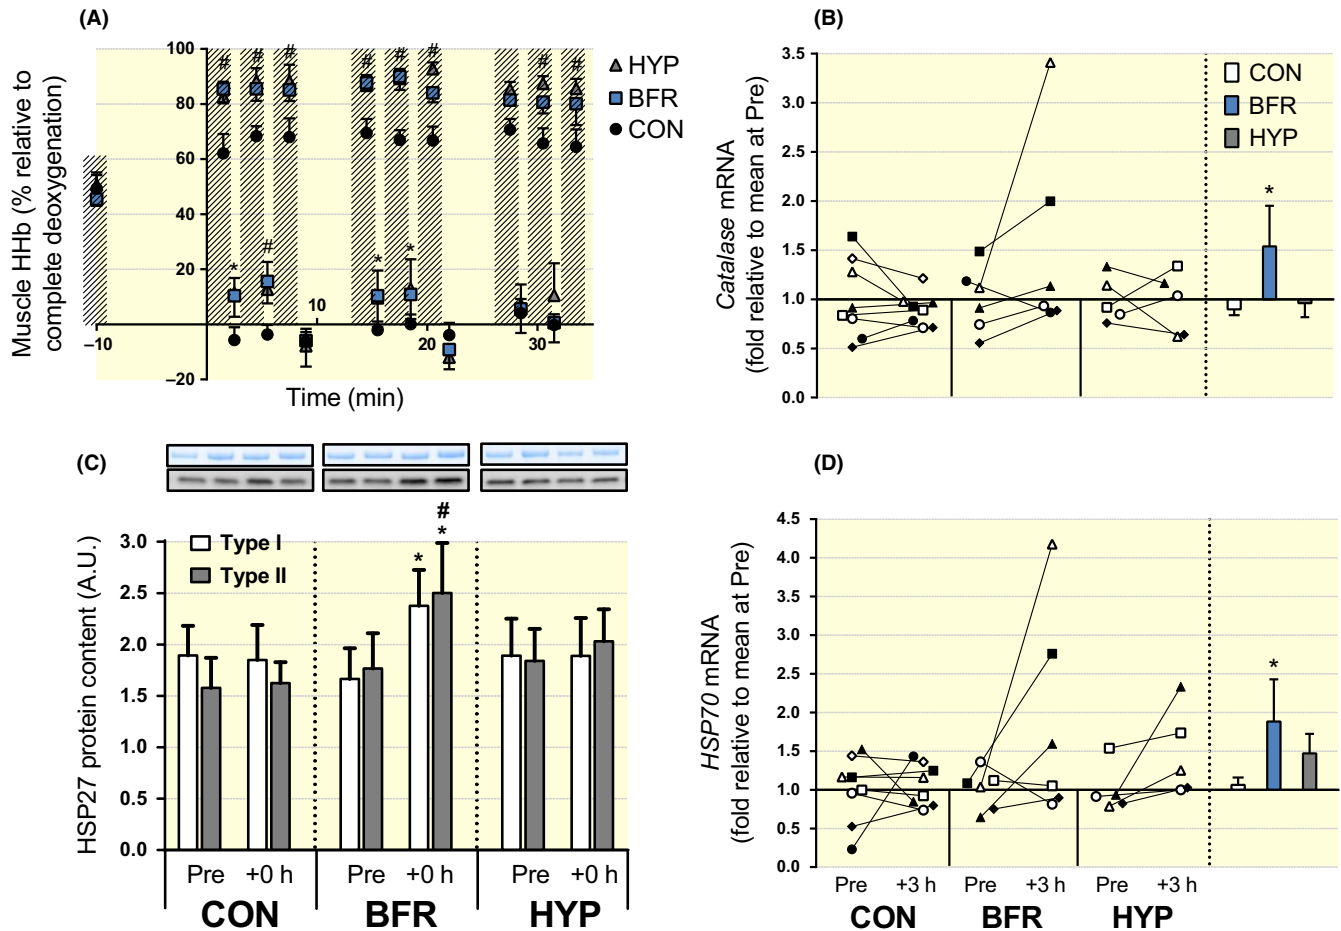 (A)
Muscle HHb (% relative to
complete deoxygenation)
100
80
60
40
20
–20
–10
10
20
30
Time (min)
# # # # # # # #
* # * *
HYP
BFR
CON
(B)
Catalase mRNA
(fold relative to mean at Pre)
3.5
3.0
2.5
2.0
1.5
1.0
0.5
0.0
CON
BFR
HYP
*
(C)
HSP27 protein content (A.U.)
3.0
2.5
2.0
1.5
1.0
0.5
0.0
Type I
Type II
#
* *
Pre +0 h Pre +0 h Pre +0 h
CON BFR HYP
(D)
HSP70 mRNA
(fold relative to mean at Pre)
4.5
4.0
3.5
3.0
2.5
2.0
1.5
1.0
0.5
0.0
*
Pre +3 h Pre +3 h Pre +3 h
CON BFR HYP